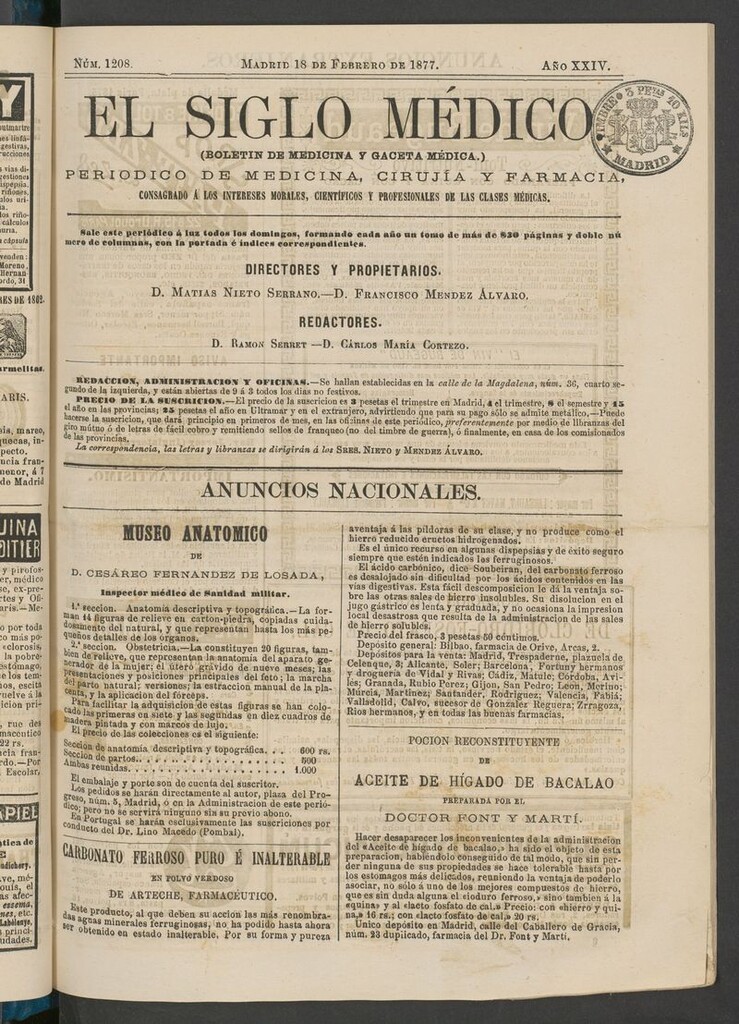 NÚM. 1208.
MADRID 18 DE FEBRERO DE 1877.
AÑO XXIV.
EL SIGLO MÉDICO
(BOLETIN DE MEDICINA Y GACETA MÉDICA.)
PERIODICO DE MEDICINA, CIRUJÍA Y FARMACIA,
CONSAGRADO Á LOS INTERESES MORALES, CIENTÍFICOS Y PROFESIONALES DE LAS CLASES MÉDICAS.
TIMBRE 3 PETAS 20 KILS
MADRID
Sale este periódico á luz todos los domingos, formando cada año un tomo de más de 830 páginas y doble nú
mero de columnas, con la portada é indices correspondientes.
DIRECTORES Y PROPIETARIOS.
D. MATIAS NIETO SERRANO.—D. FRANCISCO MENDEZ ÁLVARO.
REDACTORES.
D. RAMON SERRET —D. CÁRLOS MARÍA CORTEZO.
REDACCION, ADMINISTRACION Y OFICINAS.—Se hallan establecidas en la calle de la Magdalena, núm. 36, cuarto se-
gundo de la izquierda, y están abiertas de 9 á 3 todos los dias no festivos.
PRECIO DE LA SUSCRICION.—El precio de la suscricion es 3 pesetas el trimestre en Madrid, 4 el trimestre, 8 el semestre y 15
el año en las provincias; 25 pesetas el año en Ultramar y en el extranjero, advirtiendo que para su pago sólo se admite metálico.—Puede
hacerse la suscricion, que dará principio en primeros de mes, en las ofizinas de este periódico, preferentemente por medio de libranzas del
giro mútuo ó de letras de fácil cobro y remitiendo sellos de franqueo (no del timbre de guerra), ó finalmente, en casa de los comisionados
de las provincias.
La correspondencia, las letras y libranzas se dirigirán á los SRES. NIETO y MENDEZ ÁLVARO.
ANUNCIOS NACIONALES.
MUSEO ANATOMICO
DE
D. CESÁREO FERNANDEZ DE LOSADA,
Inspector médico de Sanidad militar.
1.ª seccion. Anatomía descriptiva y topográfica.—La for-
man 14 figuras de relieve en carton-piedra, copiadas cuida-
dosamente del natural, y que representan hasta los más pe-
queños detalles de los órganos.
2.ª seccion. Obstetricia.—La constituyen 20 figuras, tam-
bien de relieve, que representan la anatomía del aparato ge-
nerador de la mujer; el útero grávido de nueve meses; las
presentaciones y posiciones principales del feto; la marcha
del parto natural; versiones; la estraccion manual de la pla-
centa, y la aplicacion del fórceps.
Para facilitar la adquisicion de estas figuras se han colo-
cado las primeras en siete y las segundas en diez cuadros de
madera pintada y con marcos de lujo.
El precio de las colecciones es el siguiente:
Seccion de anatomía descriptiva y topográfica. . . 600 rs.
Seccion de partos. . . . . . . . . . . . 500
Ambas reunidas. . . . . . . . . . . . . 1.000
El embalaje y porte son de cuenta del suscritor.
Los pedidos se harán directamente al autor, plaza del Pro-
greso, núm. 5, Madrid, ó en la Administracion de este perió-
dico; pero no se servirá ninguno sin su previo abono.
En Portugal se harán esclusivamente las suscriciones por
conducto del Dr. Lino Macedo (Pombal).
CARBONATO FERROSO PURO É INALTERABLE
EN POLVO VERDOSO
DE ARTECHE, FARMACÉUTICO.
Este producto, al que deben su accion las más renombra-
das aguas minerales ferruginosas, no ha podido hasta ahora
ser obtenido en estado inalterable. Por su forma y pureza
aventaja á las píldoras de su clase, y no produce como el
hierro reducido eructos hidrogenados.
Es el único recurso en algunas dispepsias y de éxito seguro
siempre que estén indicados los ferruginosos.
El ácido carbónico, dice Soubeiran, del carbonato ferroso
es desalojado sin dificultad por los ácidos contenidos en las
vías digestivas. Esta fácil descomposicion le dá la ventaja so-
bre las otras sales de hierro insolubles. Su disolucion en el
jugo gástrico es lenta y graduada, y no ocasiona la impresion
local desastrosa que resulta de la administracion de las sales
de hierro solubles.
Precio del frasco, 3 pesetas 50 céntimos.
Depósito general: Bilbao, farmacia de Orive, Arcas, 2.
Depósitos para la venta: Madrid, Trespaderne, plazuela de
Celenque, 3; Alicante, Soler; Barcelona, Fortuny hermanos
y droguería de Vidal y Rivas; Cádiz, Matule; Córdoba, Avi-
lés; Granada, Rubio Perez; Gijon, San Pedro; Leon, Merino;
Múrcia, Martinez; Santander, Rodriguez; Valencia, Fabiá;
Valladolid, Calvo, sucesor de Gonzalez Reguera; Zrragoza,
Rios hermanos, y en todas las buenas farmacias.
POCION RECONSTITUYENTE
DE
ACEITE DE HÍGADO DE BACALAO
PREPARADA POR EL
DOCTOR FONT Y MARTÍ.
Hacer desaparecer los inconvenientes de la administracion
del «Aceite de hígado de bacalao,» ha sido el objeto de esta
preparacion, habiéndolo conseguido de tal modo, que sin per-
der ninguna de sus propiedades se hace tolerable hasta por
los estomagos más delicados, reuniendo la ventaja de poderlo
asociar, no sólo á uno de los mejores compuestos de hierro,
que es sin duda alguna el «ioduro ferroso,» sino tambien á la
«quina» y al «lacto fosfato de cal.» Precio: con «hierro y qui-
na,» 16 rs.; con «lacto fosfato de cal,» 20 rs.
Unico depósito en Madrid, calle del Caballero de Gracia,
núm. 23 duplicado, farmacia del Dr. Font y Martí.